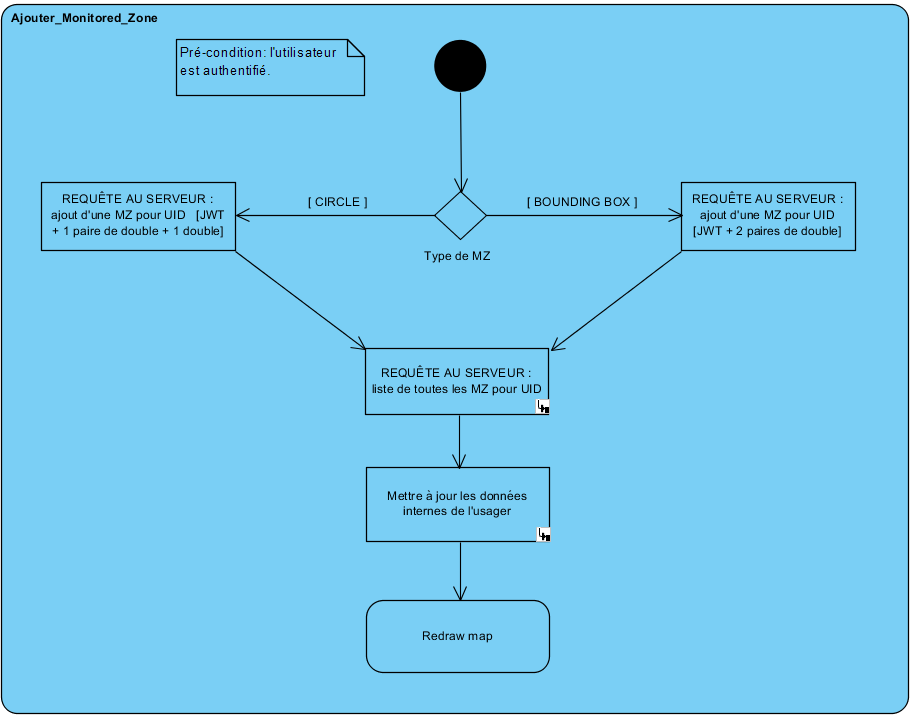 Ajouter_Monitored_Zone
Pré-condition: l'utilisateur
est authentifié.
REQUÊTE AU SERVEUR :
ajout d'une MZ pour UID [JWT
+ 1 paire de double + 1 double]
[ CIRCLE ]
[ BOUNDING BOX ]
REQUÊTE AU SERVEUR :
ajout d'une MZ pour UID
[JWT + 2 paires de double]
Type de MZ
REQUÊTE AU SERVEUR :
liste de toutes les MZ pour UID
Mettre à jour les données
internes de l'usager
Redraw map